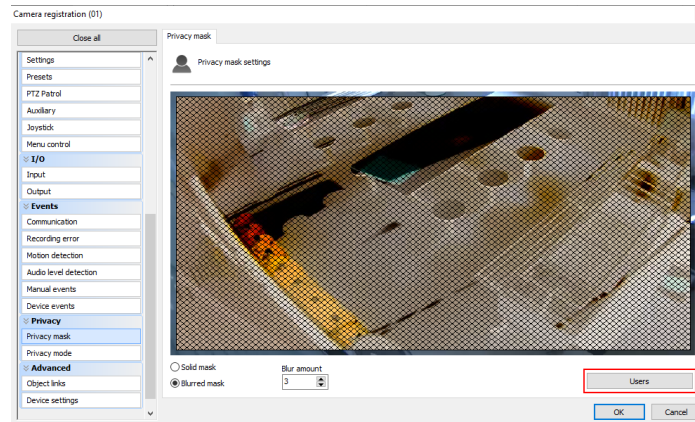 Camera registration (01)
Close all
Settings
Presets
PTZ Patrol
Auxiliary
Joystick
Menu control
I/O
Input
Output
Events
Communication
Recording error
Motion detection
Audio level detection
Manual events
Device events
Privacy
Privacy mask
Privacy mode
Advanced
Object links
Device settings
Privacy mask
Privacy mask settings
Solid mask
Blurred mask
Blur amount
3
Users
OK Cancel